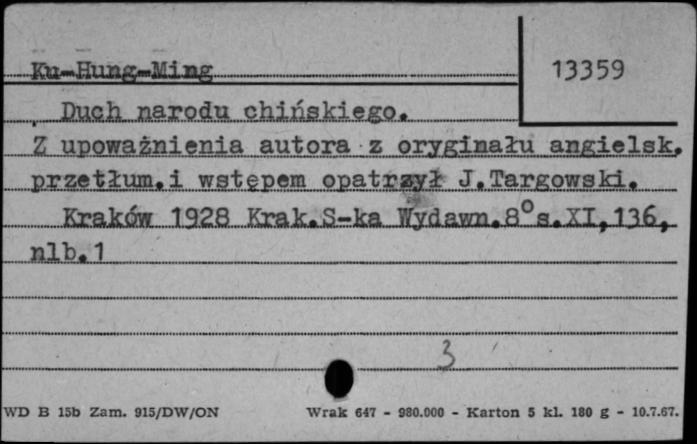 Ku-Hung-Ming
13359
Duch narodu chińskiego.
Z upoważnienia autora z oryginału angielsk.
przetłum.i wstępem opatrzył J.Targowski.
Kraków 1928 Krak.S-ka Wydawn.8°s.XI,136,
nlb.1
3
WD B 15b Zam. 915/DW/ON
Wrak 647 - 980.000 - Karton 5 kl. 180 g - 10.7.67.